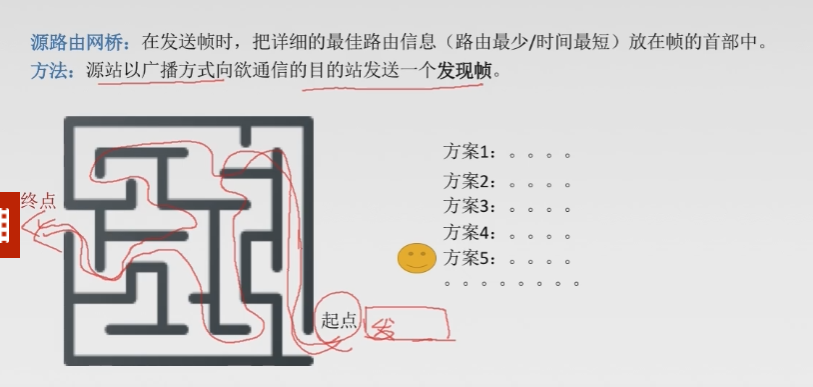 源路由网桥：在发送帧时，把详细的最佳路由信息（路由最少/时间最短）放在帧的首部中。
方法：源站以广播方式向欲通信的目的站发送一个发现帧。
终点
方案1：。。。。
方案2：。。。。
方案3：。。。。
方案4：。。。。
方案5：。。。。
。。。。。。。。
起点
发